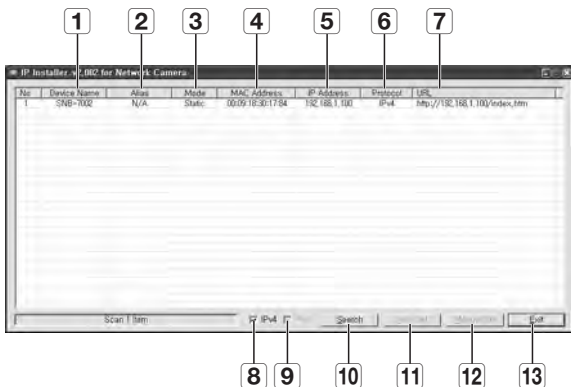 1 2 3 4 5 6 7
IP Installer v2.002 for Network Camera
No Device Name Alias Mode MAC Address IP Address Protocol URL
1 SNB-7002 N/A Static 00:09:18:30:17:84 192.168.1.100 IPv4 http://192.168.1.100/index.htm
Scan 1 Item IPv4 Search Exit
8 9 10 11 12 13